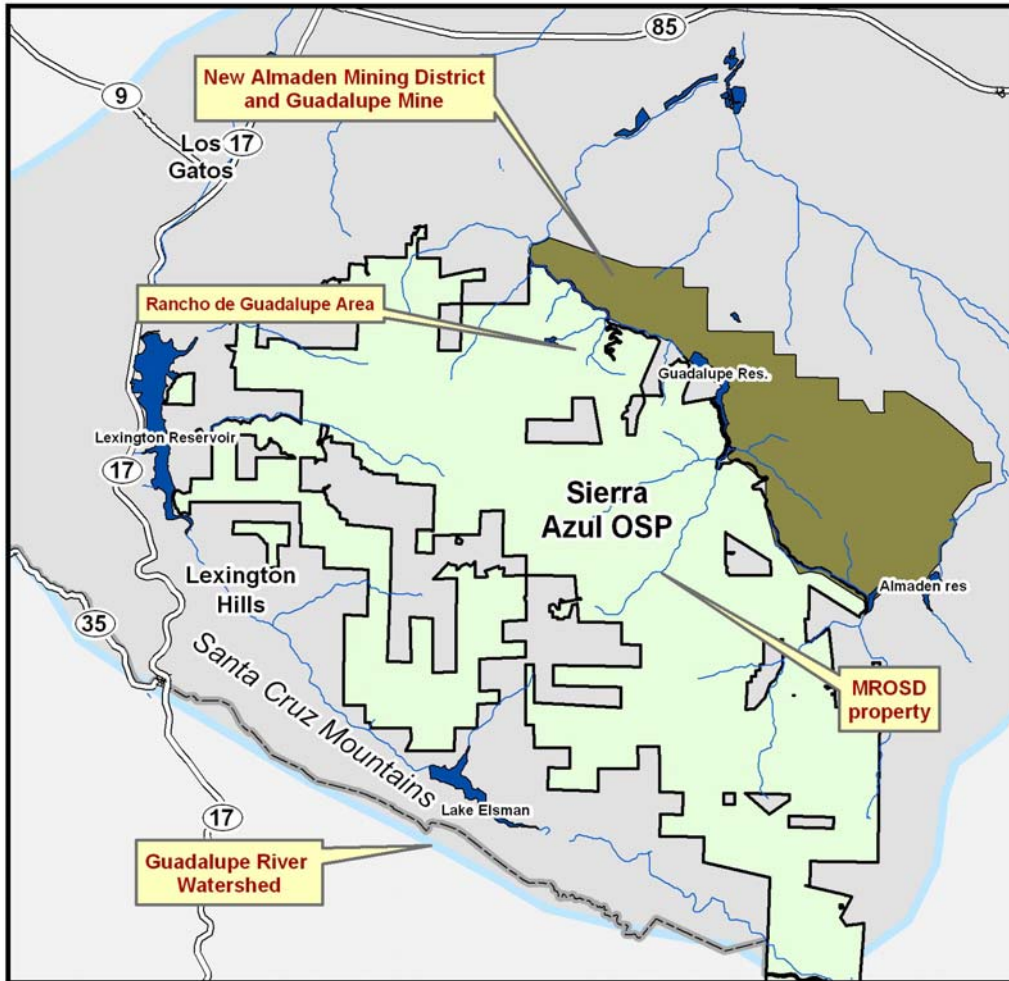 85
New Almaden Mining District
and Guadalupe Mine
9
Los
Gatos
17
Rancho de Guadalupe Area
Guadalupe Res.
Lexington Reservoir
17
Sierra
Azul OSP
Lexington
Hills
Almaden res
35
Santa Cruz Mountains
MROSD
property
Lake Elsman
17
Guadalupe River
Watershed